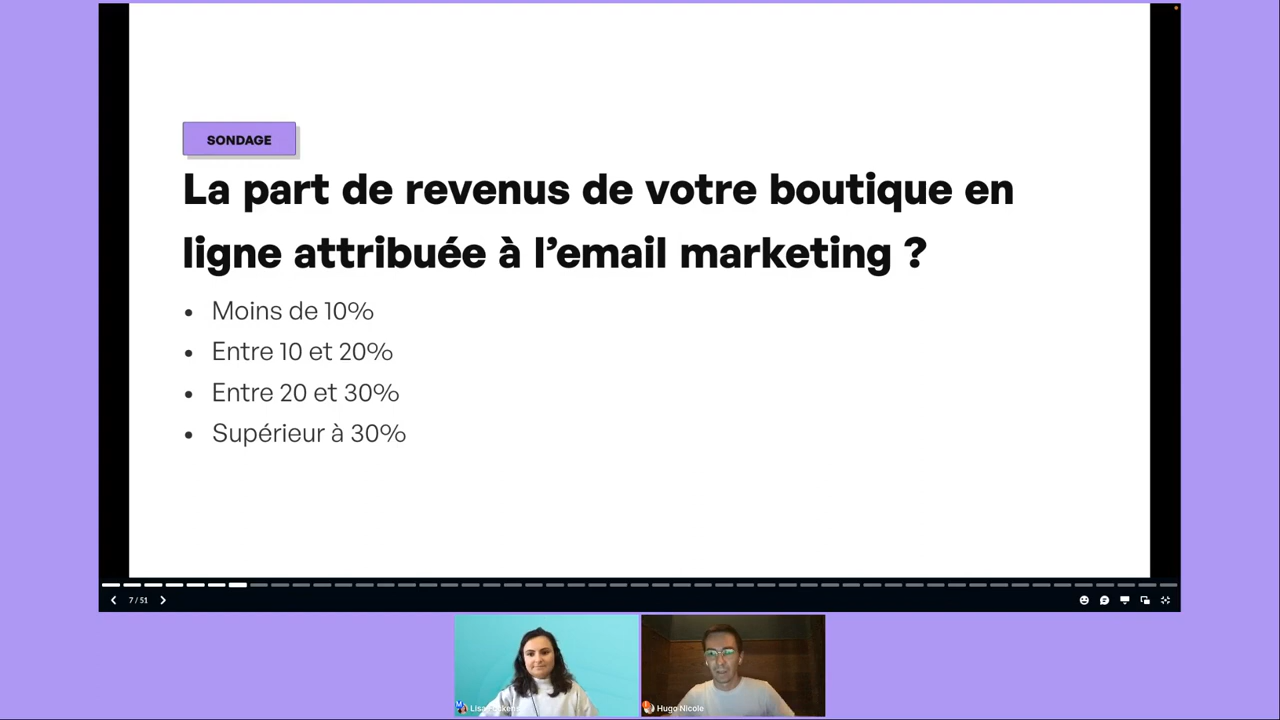 SONDAGE
La part de revenus de votre boutique en
ligne attribuée à l’email marketing ?
• Moins de 10%
• Entre 10 et 20%
• Entre 20 et 30%
• Supérieur à 30%
7 / 51
Lisa
Hugo Nicole